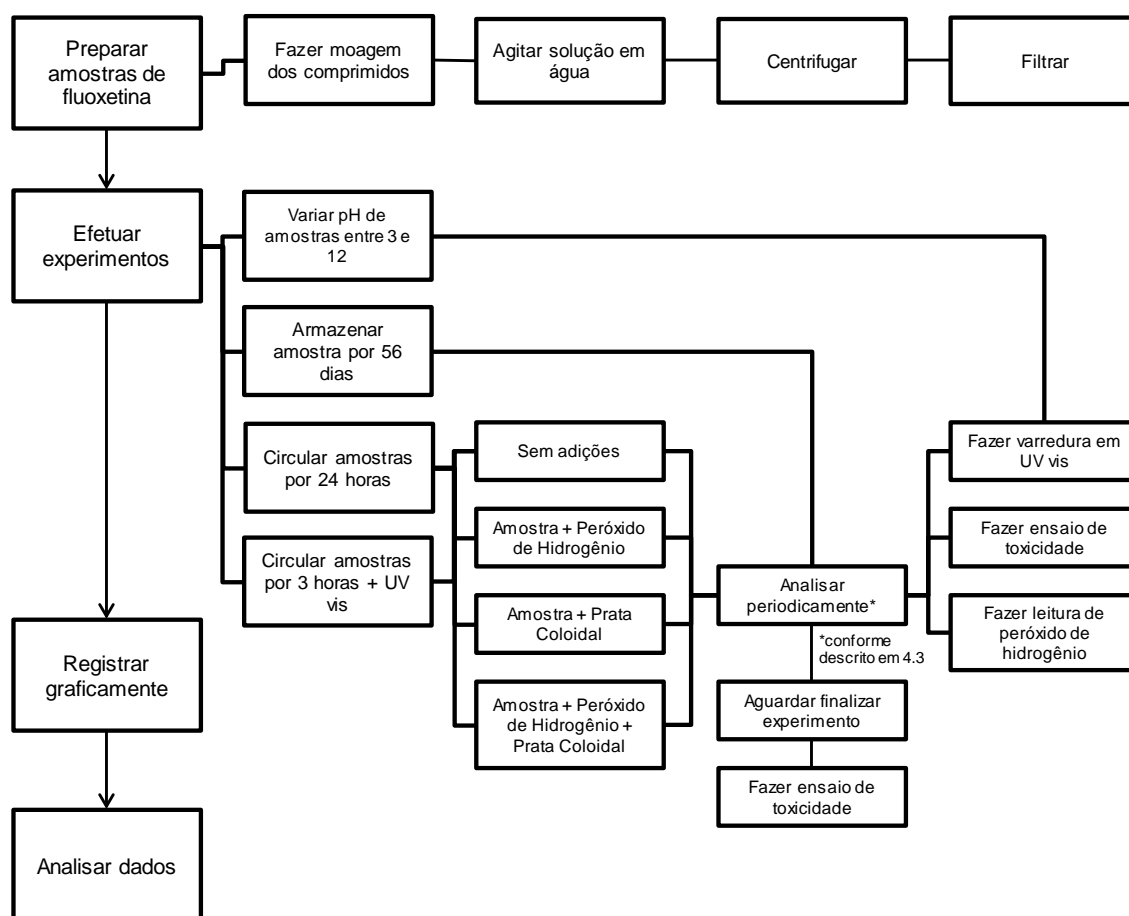 Preparar
amostras de
fluoxetina
Fazer moagem
dos comprimidos
Agitar solução em
água
Centrifugar
Filtrar
Efetuar
experimentos
Variar pH de
amostras entre 3 e
12
Armazenar
amostra por 56
dias
Circular amostras
por 24 horas
Circular amostras
por 3 horas + UV
vis
Sem adições
Amostra + Peróxido
de Hidrogênio
Amostra + Prata
Coloidal
Amostra + Peróxido
de Hidrogênio +
Prata Coloidal
Analisar
periodicamente*
*conforme
descrito em 4.3
Aguardar finalizar
experimento
Fazer ensaio de
toxicidade
Fazer varredura em
UV vis
Fazer ensaio de
toxicidade
Fazer leitura de
peróxido de
hidrogênio
Registrar
graficamente
Analisar dados